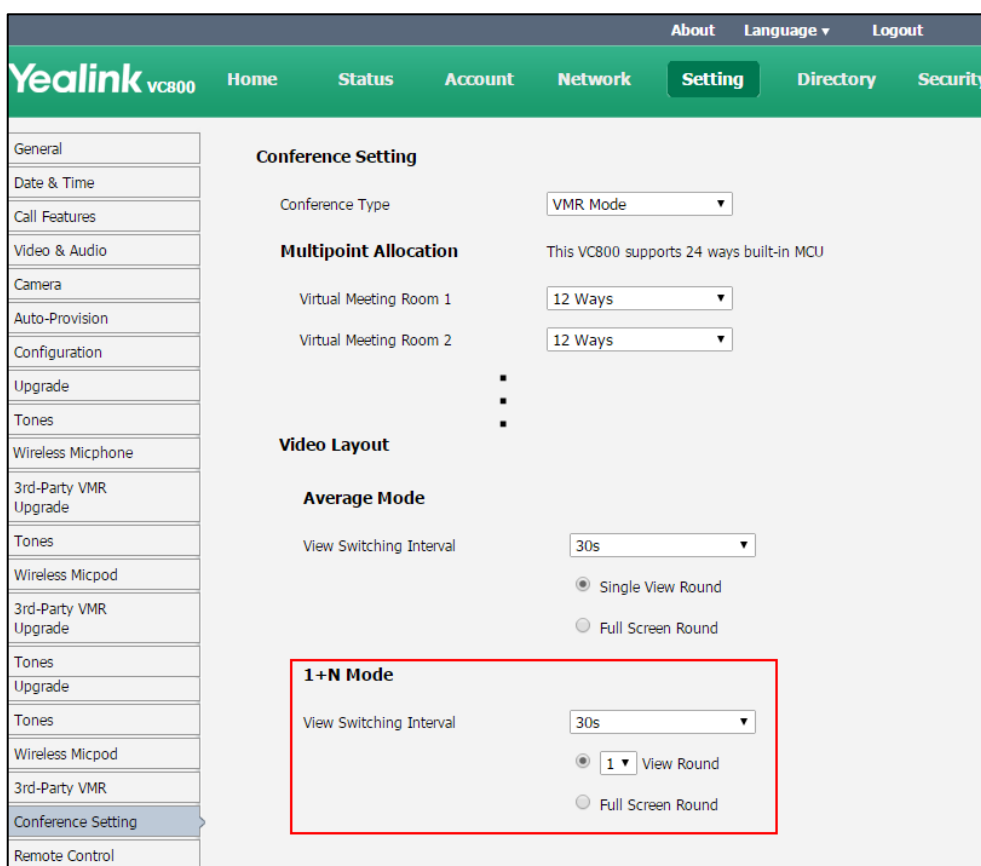 About Language ▾ Logout
Yealink VC800 Home Status Account Network Setting Directory Security
General
Date & Time
Call Features
Video & Audio
Camera
Auto-Provision
Configuration
Upgrade
Tones
Wireless Micphone
3rd-Party VMR
Upgrade
Tones
Wireless Micpod
3rd-Party VMR
Upgrade
Tones
Upgrade
Tones
Wireless Micpod
3rd-Party VMR
Conference Setting
Remote Control
Conference Setting
Conference Type VMR Mode
Multipoint Allocation This VC800 supports 24 ways built-in MCU
Virtual Meeting Room 1 12 Ways
Virtual Meeting Room 2 12 Ways
Video Layout
Average Mode
View Switching Interval 30s
Single View Round
Full Screen Round
1+N Mode
View Switching Interval 30s
1 View Round
Full Screen Round